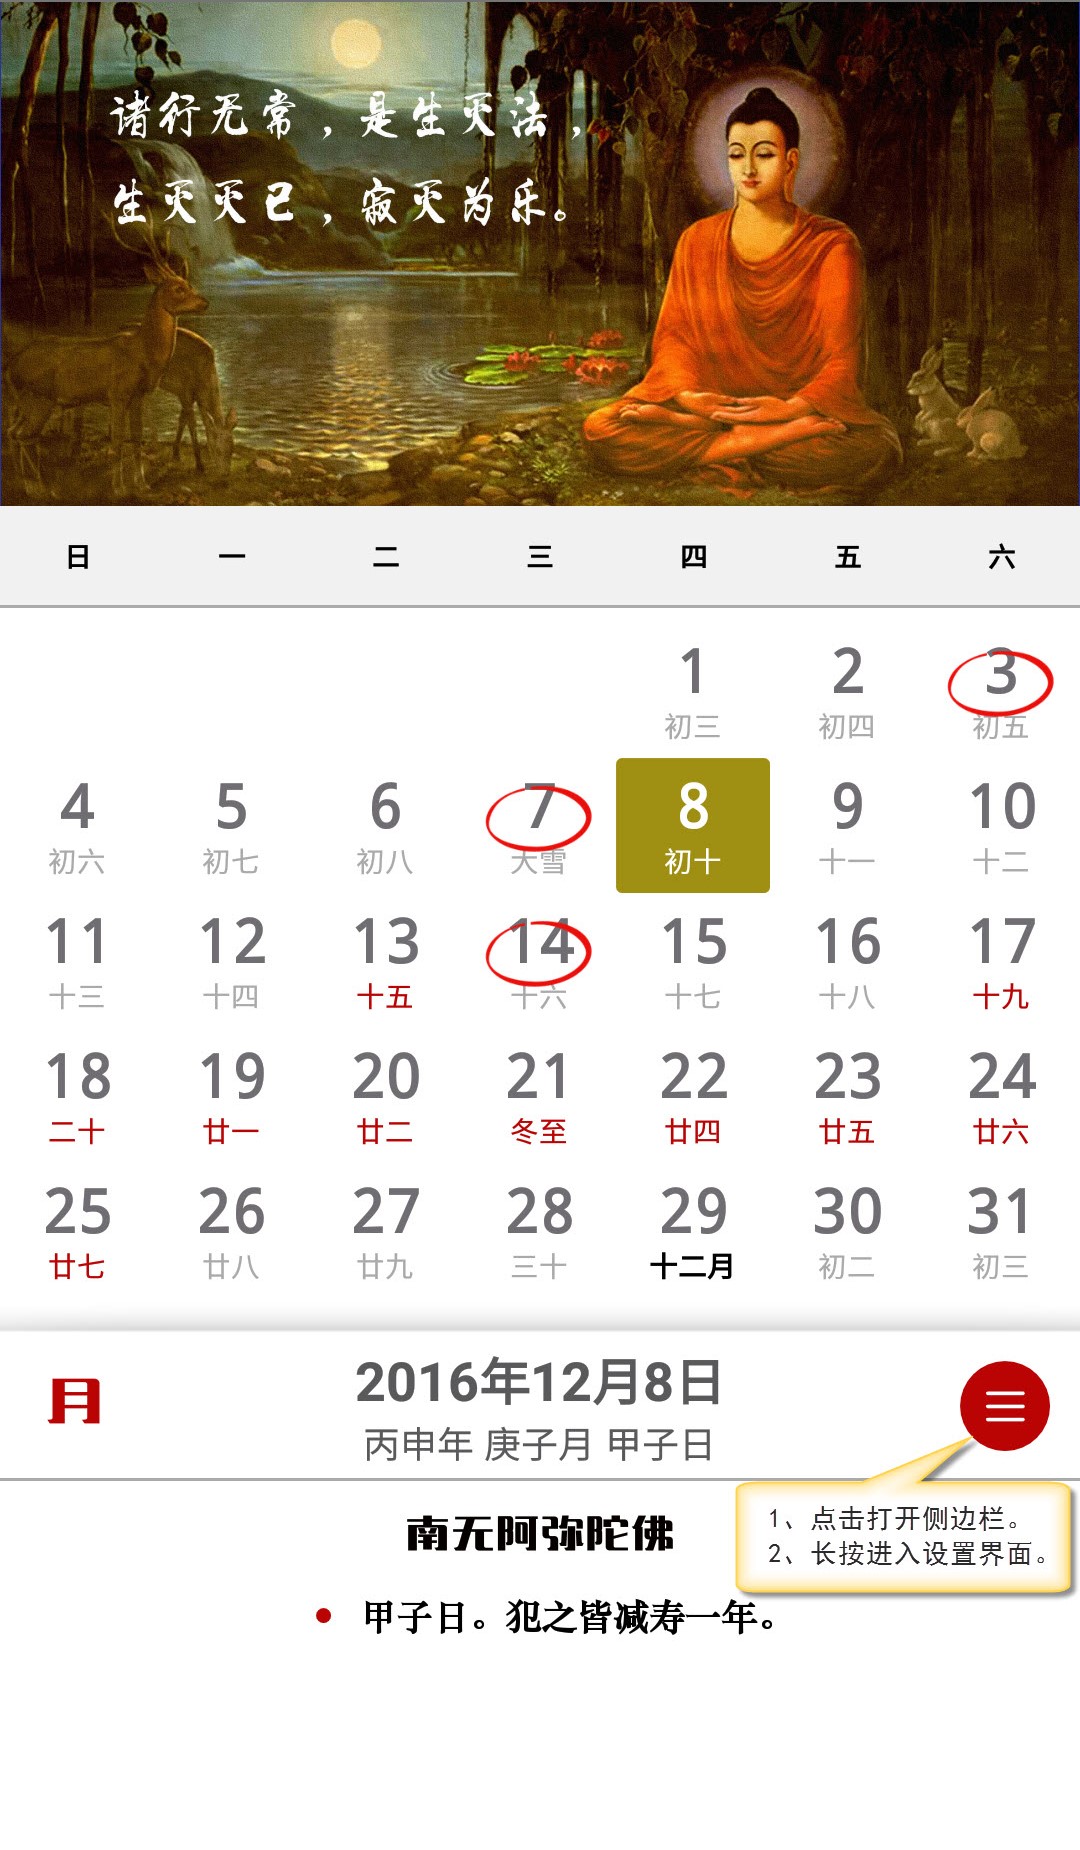 诸行无常，是生灭法，
生灭灭已，寂灭为乐。
日 一 二 三 四 五 六
1 2 3
初三 初四 初五
4 5 6 7 8 9 10
初六 初七 初八 大雪 初十 十一 十二
11 12 13 14 15 16 17
十三 十四 十五 十六 十七 十八 十九
18 19 20 21 22 23 24
二十 廿一 廿二 冬至 廿四 廿五 廿六
25 26 27 28 29 30 31
廿七 廿八 廿九 三十 十二月 初二 初三
月
2016年12月8日
丙申年 庚子月 甲子日
1、点击打开侧边栏。
2、长按进入设置界面。
南无阿弥陀佛
甲子日。犯之皆减寿一年。